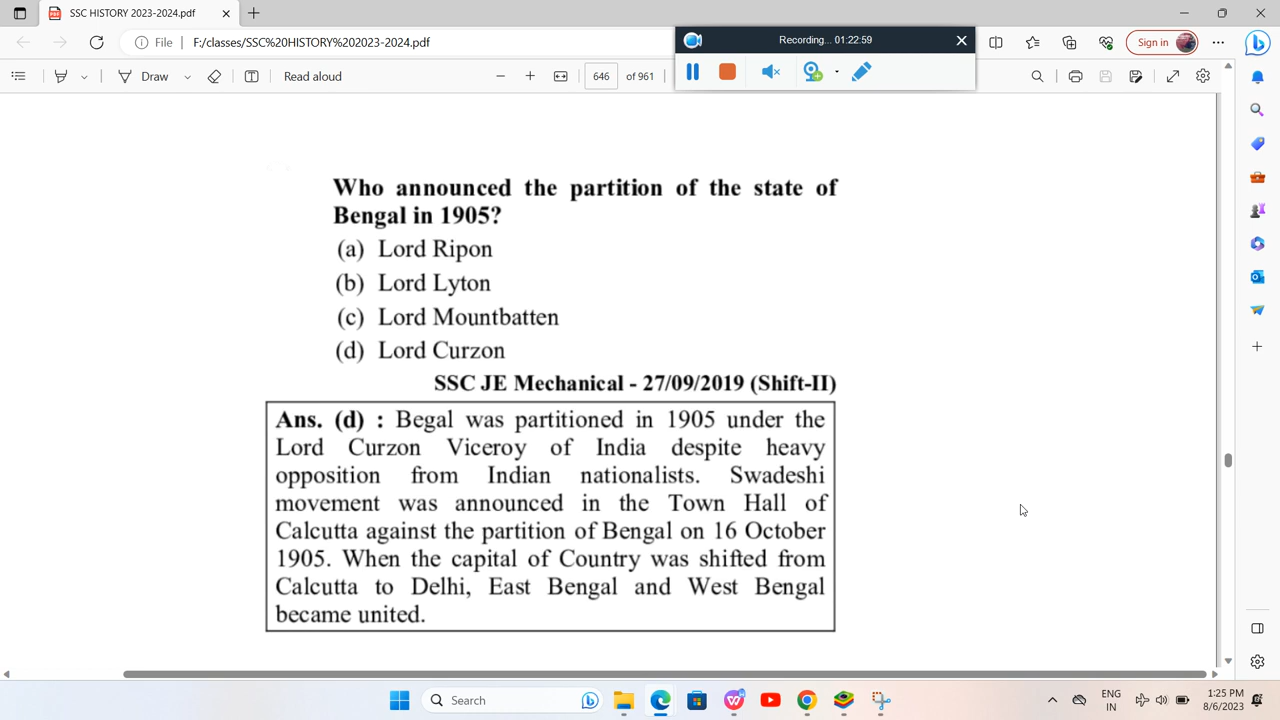 SSC HISTORY 2023-2024.pdf
File
F:/classes/SSC%20HISTORY%202023-2024.pdf
Recording... 01:22:59
Sign in
Draw
Read aloud
646 of 961
Who announced the partition of the state of
Bengal in 1905?
(a) Lord Ripon
(b) Lord Lyton
(c) Lord Mountbatten
(d) Lord Curzon
SSC JE Mechanical - 27/09/2019 (Shift-II)
Ans. (d) : Begal was partitioned in 1905 under the
Lord Curzon Viceroy of India despite heavy
opposition from Indian nationalists. Swadeshi
movement was announced in the Town Hall of
Calcutta against the partition of Bengal on 16 October
1905. When the capital of Country was shifted from
Calcutta to Delhi, East Bengal and West Bengal
became united.
Search
ENG
IN
1:25 PM
8/6/2023